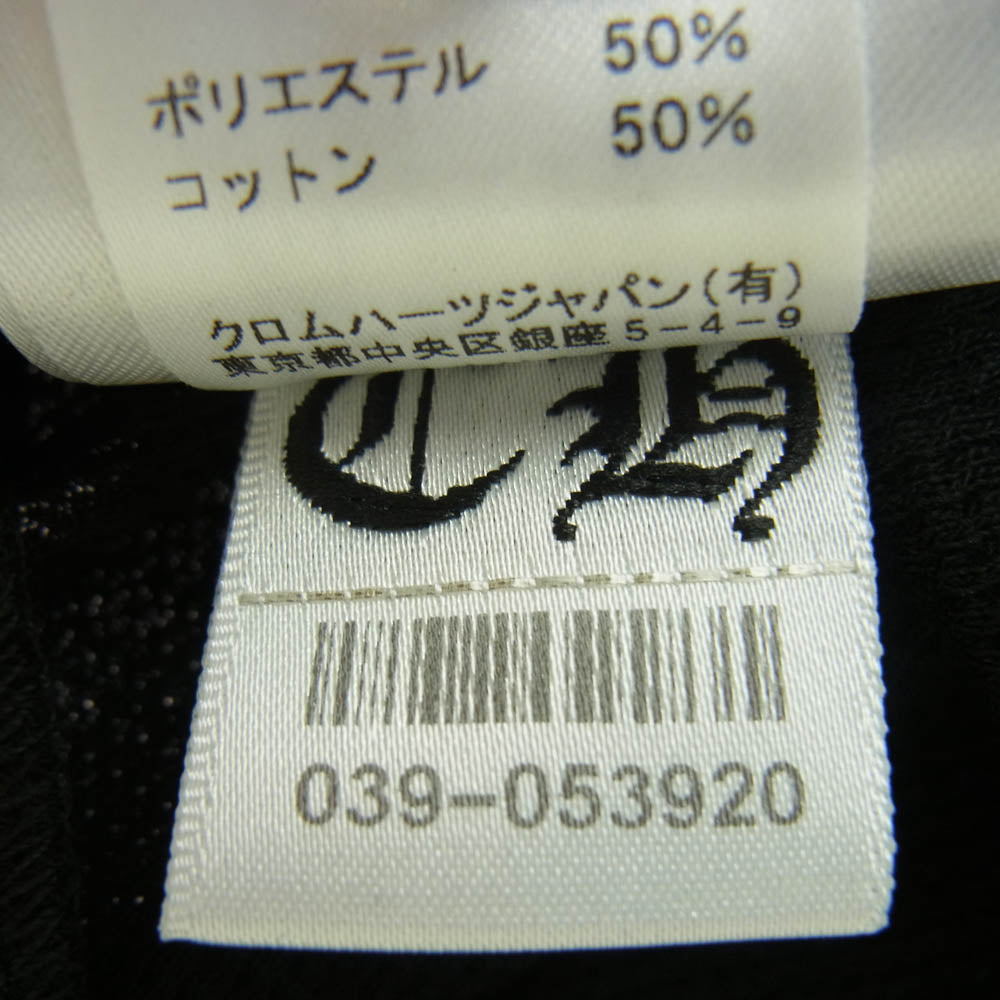 ポリエステル 50%
コットン 50%
クロムハーツジャパン(有)
東京都中央区銀座5-4-9
CH
039-053920